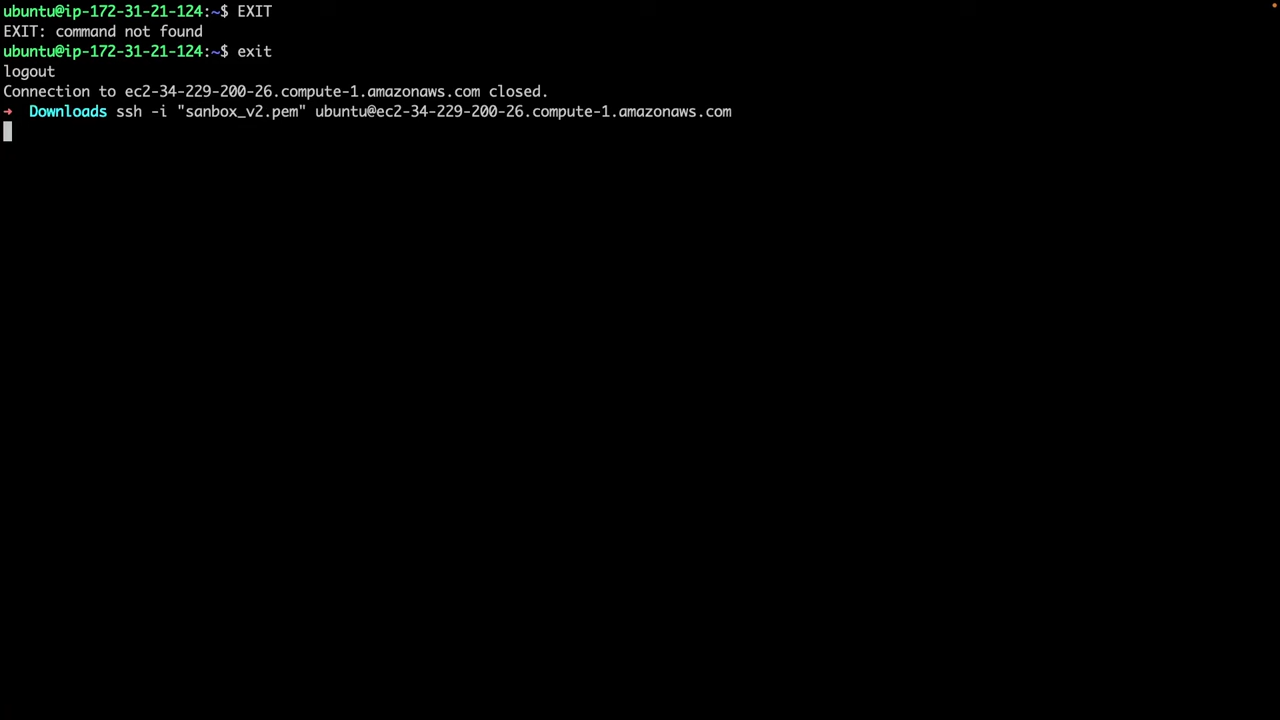 ubuntu@ip-172-31-21-124:~$ EXIT
EXIT: command not found
ubuntu@ip-172-31-21-124:~$ exit
logout
Connection to ec2-34-229-200-26.compute-1.amazonaws.com closed.
➜  Downloads ssh -i "sanbox_v2.pem" ubuntu@ec2-34-229-200-26.compute-1.amazonaws.com